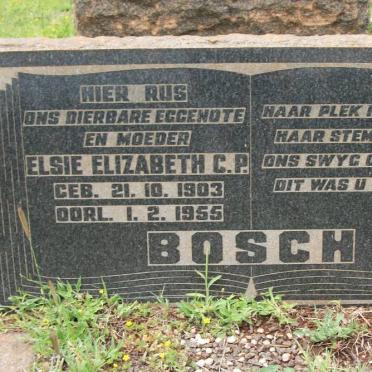 HIER RUS
ONS DIERBARE EGGENOTE
EN MOEDER
ELSIE ELIZABETH C.P.
GEB. 21. 10. 1903
OORL. 1. 2. 1955
HAAR PLEK
HAAR STEM
ONS SWYG
DIT WAS U
BOSCH